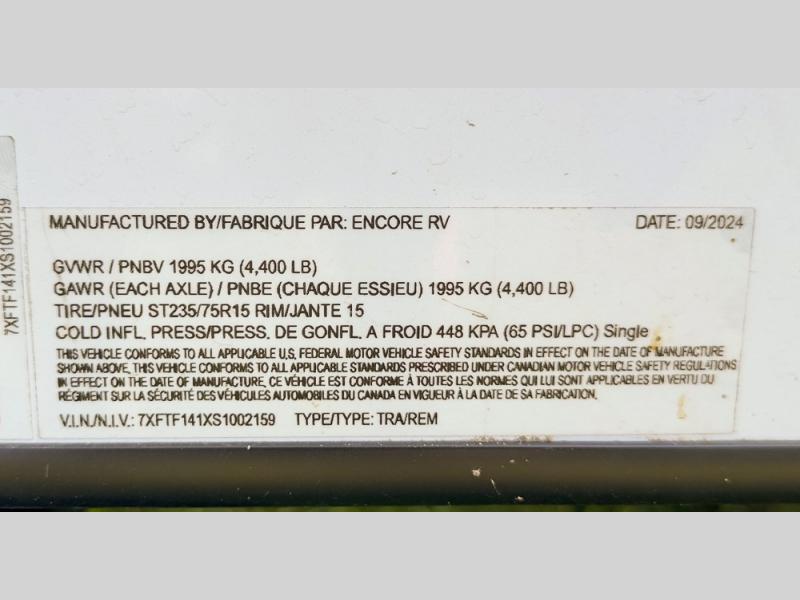 MANUFACTURED BY/FABRIQUE PAR: ENCORE RV DATE: 09/2024
GVWR / PNBV 1995 KG (4,400 LB)
GAWR (EACH AXLE) / PNBE (CHAQUE ESSIEU) 1995 KG (4,400 LB)
TIRE/PNEU ST235/75R15 RIM/JANTE 15
COLD INFL. PRESS/PRESS. DE GONFL. A FROID 448 KPA (65 PSI/LPC) Single
THIS VEHICLE CONFORMS TO ALL APPLICABLE U.S. FEDERAL MOTOR VEHICLE SAFETY STANDARDS IN EFFECT ON THE DATE OF MANUFACTURE
SHOWN ABOVE. / THIS VEHICLE CONFORMS TO ALL APPLICABLE STANDARDS PRESCRIBED UNDER CANADIAN MOTOR VEHICLE SAFETY REGULATIONS
IN EFFECT ON THE DATE OF MANUFACTURE. CE VÉHICLE EST CONFORME À TOUTES LES NORMES QUI LUI SONT APPLICABLES EN VERTU DU
RÉGIMENT SUR LA SÉCURITÉ DES VÉHICULES AUTOMOBILES DU CANADA EN VIGUEUR À LA DATE DE SA FABRICATION.
V.I.N./N.I.V.: 7XFTF141XS1002159 TYPE/TYPE: TRA/REM
7XFTF141XS1002159